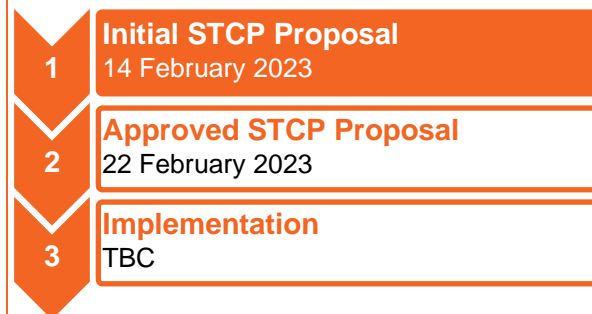 1
Initial STCP Proposal
14 February 2023
2
Approved STCP Proposal
22 February 2023
3
Implementation
TBC